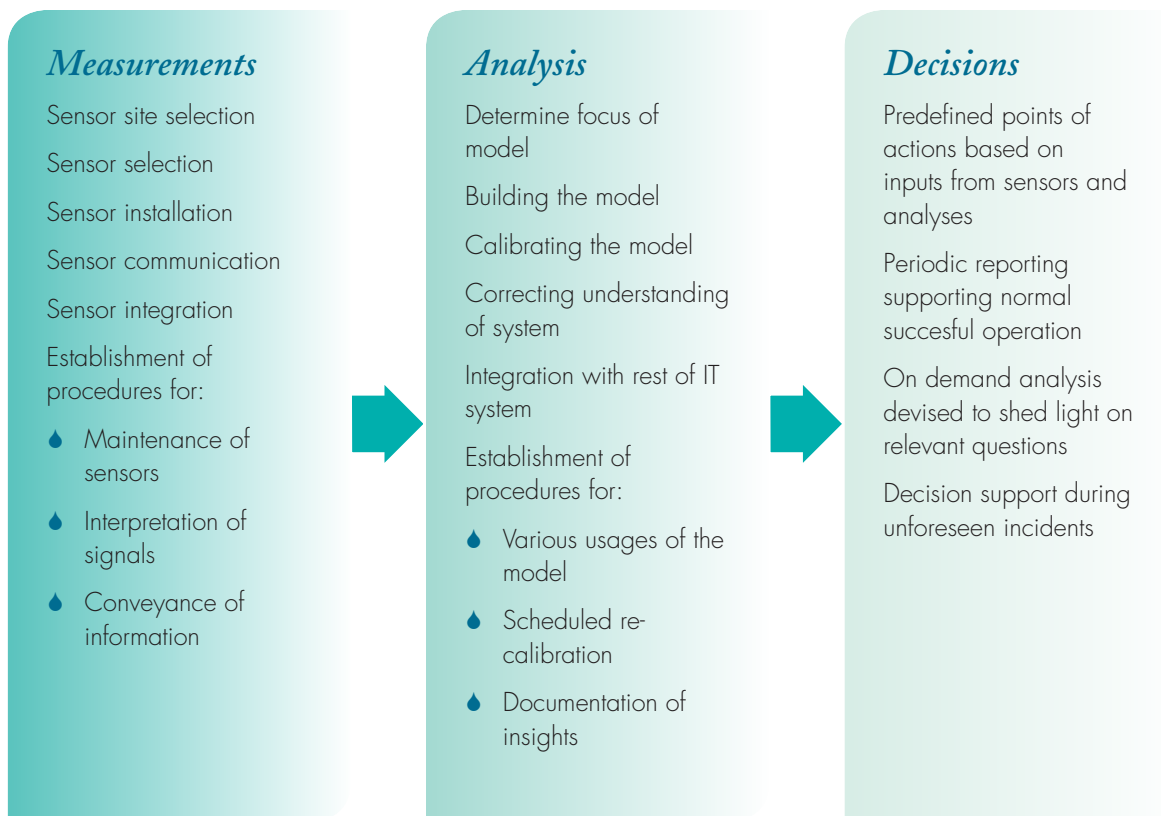 Measurements
Sensor site selection
Sensor selection
Sensor installation
Sensor communication
Sensor integration
Establishment of
procedures for:
Maintenance of
sensors
Interpretation of
signals
Conveyance of
information
Analysis
Determine focus of
model
Building the model
Calibrating the model
Correcting understanding
of system
Integration with rest of IT
system
Establishment of
procedures for:
Various usages of the
model
Scheduled re-
calibration
Documentation of
insights
Decisions
Predefined points of
actions based on
inputs from sensors and
analyses
Periodic reporting
supporting normal
succesful operation
On demand analysis
devised to shed light on
relevant questions
Decision support during
unforeseen incidents